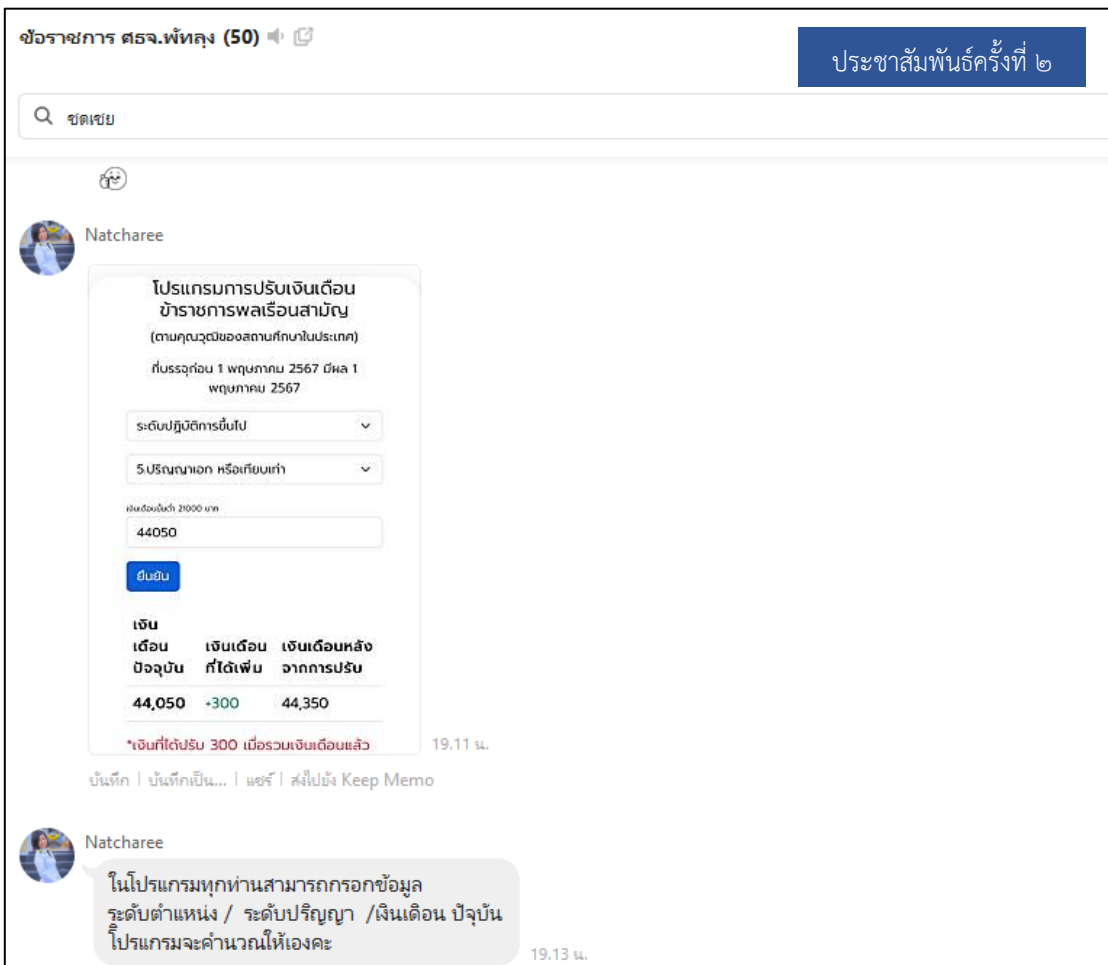 ข้อราชการ ศธจ.พัทลุง (50)
ประชาสัมพันธ์ครั้งที่ ๒
ชดเชย
Natcharee
โปรแกรมการปรับเงินเดือน
ข้าราชการพลเรือนสามัญ
(ตามคุณวุฒิของสถานศึกษาในประเทศ)
ที่บรรจุก่อน 1 พฤษภาคม 2567 มีผล 1
พฤษภาคม 2567
ระดับปฏิบัติการขึ้นไป
5.ปริญญาเอก หรือเทียบเท่า
เงินเดือนขั้นต่ำ 21000 บาท
44050
ยืนยัน
เงิน
เดือน เงินเดือน เงินเดือนหลัง
ปัจจุบัน ที่ได้เพิ่ม จากการปรับ
44,050 +300 44,350
*เงินที่ได้ปรับ 300 เมื่อรวมเงินเดือนแล้ว
19.11 น.
บันทึก | บันทึกเป็น... | แชร์ | ส่งไปยัง Keep Memo
Natcharee
ในโปรแกรมทุกท่านสามารถกรอกข้อมูล
ระดับตำแหน่ง / ระดับปริญญา /เงินเดือน ปัจุบัน
โปรแกรมจะคำนวณให้เองคะ
19.13 น.